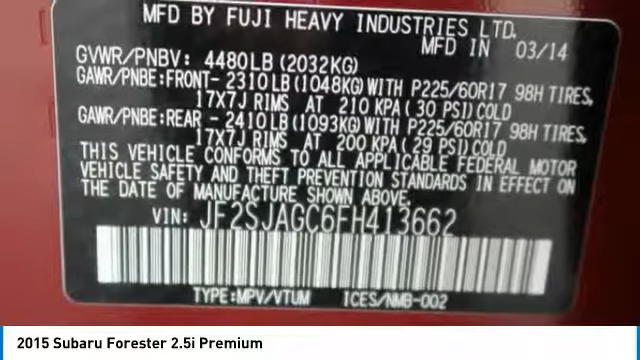 MFD BY FUJI HEAVY INDUSTRIES LTD.
MFD IN 03/14
GVWR/PNBV: 4480LB(2032KG)
GAWR/PNBE:FRONT- 2310LB(1048KG)WITH P225/60R17 98H TIRES,
17X7J RIMS AT 210 KPA(30 PSI)COLD
GAWR/PNBE:REAR - 2410LB(1093KG)WITH P225/60R17 98H TIRES,
17X7J RIMS AT 200 KPA(29 PSI)COLD
THIS VEHICLE CONFORMS TO ALL APPLICABLE FEDERAL MOTOR
VEHICLE SAFETY AND THEFT PREVENTION STANDARDS IN EFFECT ON
THE DATE OF MANUFACTURE SHOWN ABOVE.
VIN: JF2SJAGC6FH413662
TYPE:MPV/VTUM ICES/NMB-002
2015 Subaru Forester 2.5i Premium